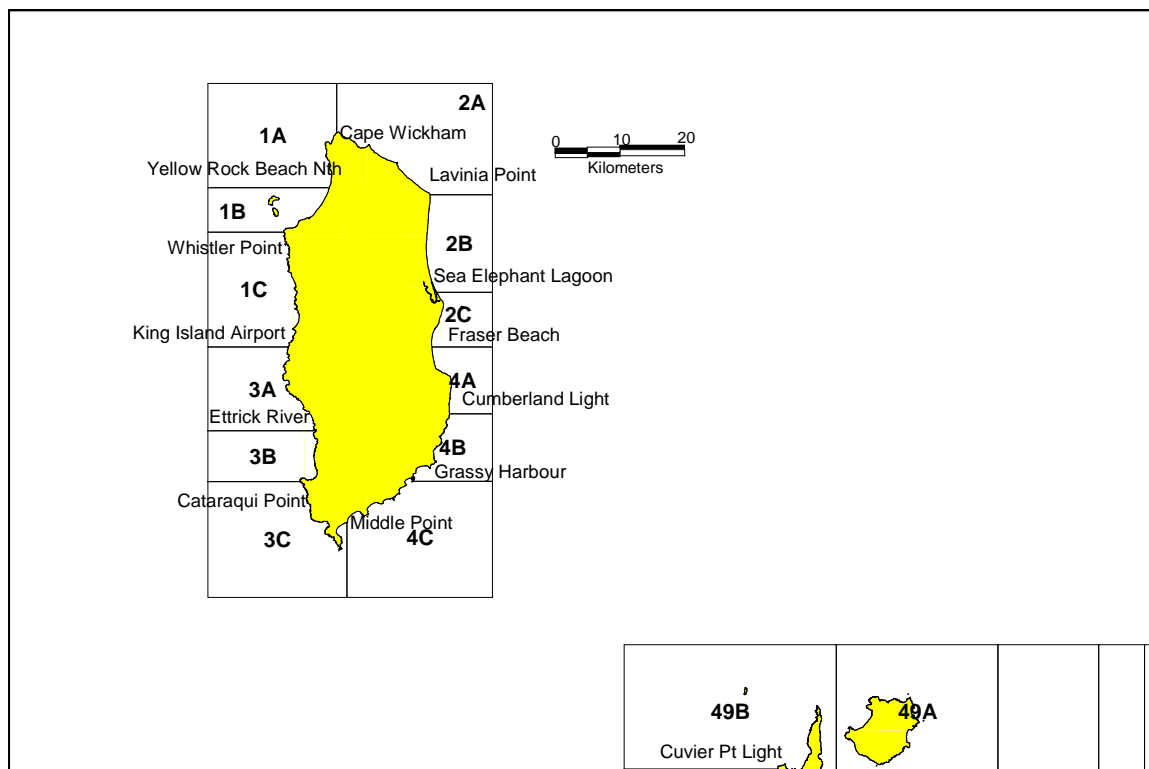 2A
1A
Cape Wickham
0 10 20
Kilometers
Yellow Rock Beach Nth
Lavinia Point
1B
Whistler Point
2B
Sea Elephant Lagoon
1C
2C
King Island Airport
Fraser Beach
3A
4A
Cumberland Light
Ettrick River
3B
4B
Grassy Harbour
Cataraqui Point
Middle Point
3C
4C
49B
49A
Cuvier Pt Light